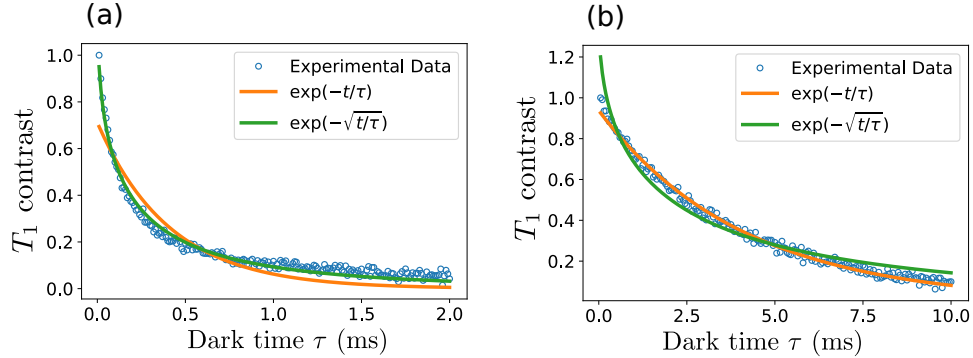 (a)
T₁ contrast
1.0
0.8
0.6
0.4
0.2
0.0
Experimental Data
exp(−t/τ)
exp(−√t/τ)
0.0 0.5 1.0 1.5 2.0
Dark time τ (ms)
(b)
T₁ contrast
1.2
1.0
0.8
0.6
0.4
0.2
Experimental Data
exp(−t/τ)
exp(−√t/τ)
0.0 2.5 5.0 7.5 10.0
Dark time τ (ms)